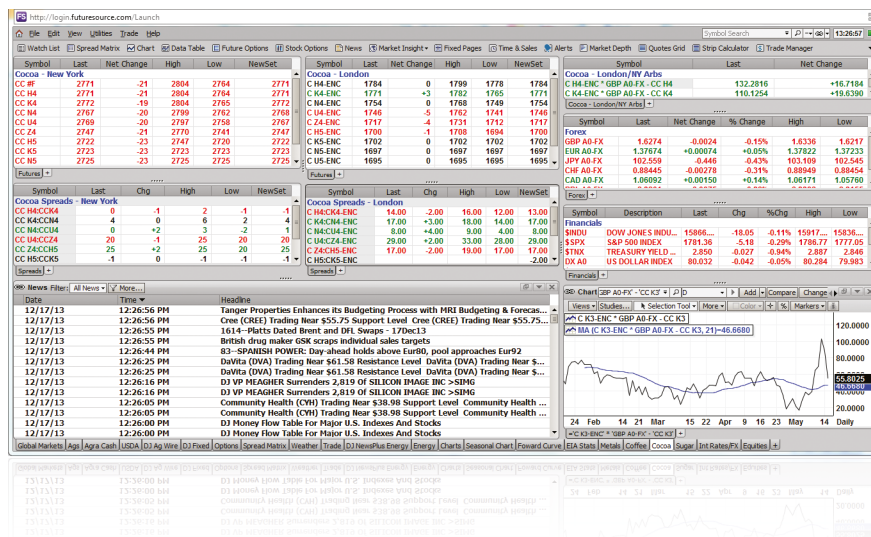 http://login.futuresource.com/Launch
File Edit View Utilities Trade Help
Symbol Search
13:26:57
Watch List Spread Matrix Chart Data Table Future Options Stock Options News Market Insight Fixed Pages Time & Sales Alerts Market Depth Quotes Grid Strip Calculator Trade Manager
Symbol Last Net Change High Low NewSet
Cocoa - New York
CC #F 2771 -21 2804 2764 2771
CC H4 2771 -21 2804 2764 2771
CC K4 2772 -19 2804 2765 2772
CC N4 2767 -20 2799 2762 2768
CC U4 2769 -20 2797 2758 2767
CC Z4 2747 -21 2770 2741 2747
CC H5 2723 -23 2747 2720 2722
CC K5 2723 -23 2723 2723 2723
CC N5 2725 -23 2725 2725 2725
Futures +
Symbol Last Net Change High Low NewSet
Cocoa - London
C H4-ENC 1784 0 1799 1778 1784
C K4-ENC 1771 +3 1782 1765 1771
C N4-ENC 1754 0 1768 1749 1754
C U4-ENC 1746 -5 1762 1741 1746
C Z4-ENC 1717 -4 1731 1712 1717
C H5-ENC 1700 -1 1708 1694 1700
C K5-ENC 1702 0 1702 1702 1702
C N5-ENC 1697 0 1697 1697 1697
C U5-ENC 1695 0 1695 1695 1695
Futures +
Symbol Last Net Change
Cocoa - London/NY Arbs
C H4-ENC * GBP A0-FX - CC H4 132.2816 +16.7184
C K4-ENC * GBP A0-FX - CC K4 110.1254 +19.6390
Cocoa - London/NY Arbs +
Symbol Last Net Change % Change High Low
Forex
GBP A0-FX 1.6274 -0.0024 -0.15% 1.6336 1.6217
EUR A0-FX 1.37674 +0.00074 +0.05% 1.37822 1.37233
JPY A0-FX 102.559 -0.446 -0.43% 103.109 102.545
CHF A0-FX 0.88445 -0.00278 -0.31% 0.88949 0.88454
CAD A0-FX 1.06092 +0.00150 +0.14% 1.06171 1.05760
Forex +
Symbol Last Chg High Low NewSet
Cocoa Spreads - New York
CC H4:CCK4 0 -1 2 -1 -1
CC K4:CCN4 4 0 6 2 4
CC N4:CCU4 0 +2 3 -2 1
CC U4:CCZ4 20 -1 25 20 20
CC Z4:CCH5 25 +2 25 25 25
CC H5:CCK5 -1 0 -1 -1 -1
Spreads +
Symbol Last Chg High Low NewSet
Cocoa Spreads - London
C H4:CK4-ENC 14.00 -2.00 16.00 12.00 13.00
C K4:CN4-ENC 17.00 +3.00 18.00 14.00 17.00
C N4:CU4-ENC 8.00 +4.00 9.00 4.00 8.00
C U4:CZ4-ENC 29.00 +2.00 33.00 28.00 29.00
C Z4:CH5-ENC 17.00 -2.00 19.00 17.00 17.00
C H5:CK5-ENC -2.00
Spreads +
Symbol Description Last Chg %Chg High Low
Financials
$INDU DOW JONES INDU... 15866.... -18.05 -0.11% 15917.... 15836....
$SPX S&P 500 INDEX 1781.36 -5.18 -0.29% 1786.77 1777.05
$TNX TREASURY YIELD ... 2.850 -0.027 -0.94% 2.887 2.846
DX A0 US DOLLAR INDEX 80.032 -0.042 -0.05% 80.284 79.983
Financials +
News Filter: All News More...
Date Time Headline
12/17/13 12:26:56 PM Tanger Properties Enhances its Budgeting Process with MRI Budgeting & Forecas...
12/17/13 12:26:56 PM Cree (CREE) Trading Near $55.75 Support Level Cree (CREE) Trading Near $55.75...
12/17/13 12:26:55 PM 1614--Platts Dated Brent and DFL Swaps - 17Dec13
12/17/13 12:26:55 PM British drug maker GSK scraps individual sales targets
12/17/13 12:26:44 PM 83--SPANISH POWER: Day-ahead holds above Eur80, pool approaches Eur92
12/17/13 12:26:25 PM DaVita (DVA) Trading Near $61.58 Resistance Level DaVita (DVA) Trading Near $...
12/17/13 12:26:25 PM DaVita (DVA) Trading Near $61.58 Resistance Level DaVita (DVA) Trading Near $...
12/17/13 12:26:16 PM DJ VP MEAGHER Surrenders 2,819 Of SILICON IMAGE INC >SIMG
12/17/13 12:26:16 PM DJ VP MEAGHER Surrenders 2,819 Of SILICON IMAGE INC >SIMG
12/17/13 12:26:05 PM Community Health (CYH) Trading Near $38.98 Support Level Community Health ...
12/17/13 12:26:05 PM Community Health (CYH) Trading Near $38.98 Support Level Community Health ...
12/17/13 12:26:00 PM DJ Money Flow Table For Major U.S. Indexes And Stocks
12/17/13 12:26:00 PM DJ Money Flow Table For Major U.S. Indexes And Stocks
Chart GBP A0-FX' - 'CC K3' D Add Compare Change
Views Studies... Selection Tool More Color + % Markers
C K3-ENC * GBP A0-FX - CC K3
MA (C K3-ENC * GBP A0-FX - CC K3, 21)=46.6680
120.0000
100.0000
80.0000
55.8025
46.6680
20.0000
24 Feb 14 21 Mar 15 22 Apr 9 16 23 May 14 Daily
='C K3-ENC' * 'GBP A0-FX' - 'CC K3' +
Global Markets Ags Agra Cash USDA DJ Ag Wire DJ Fixed Options Spread Matrix Weather Trade DJ NewsPlus Energy Energy Charts Seasonal Chart Foward Curve EIA Stats Metals Coffee Cocoa Sugar Int Rates/FX Equities +